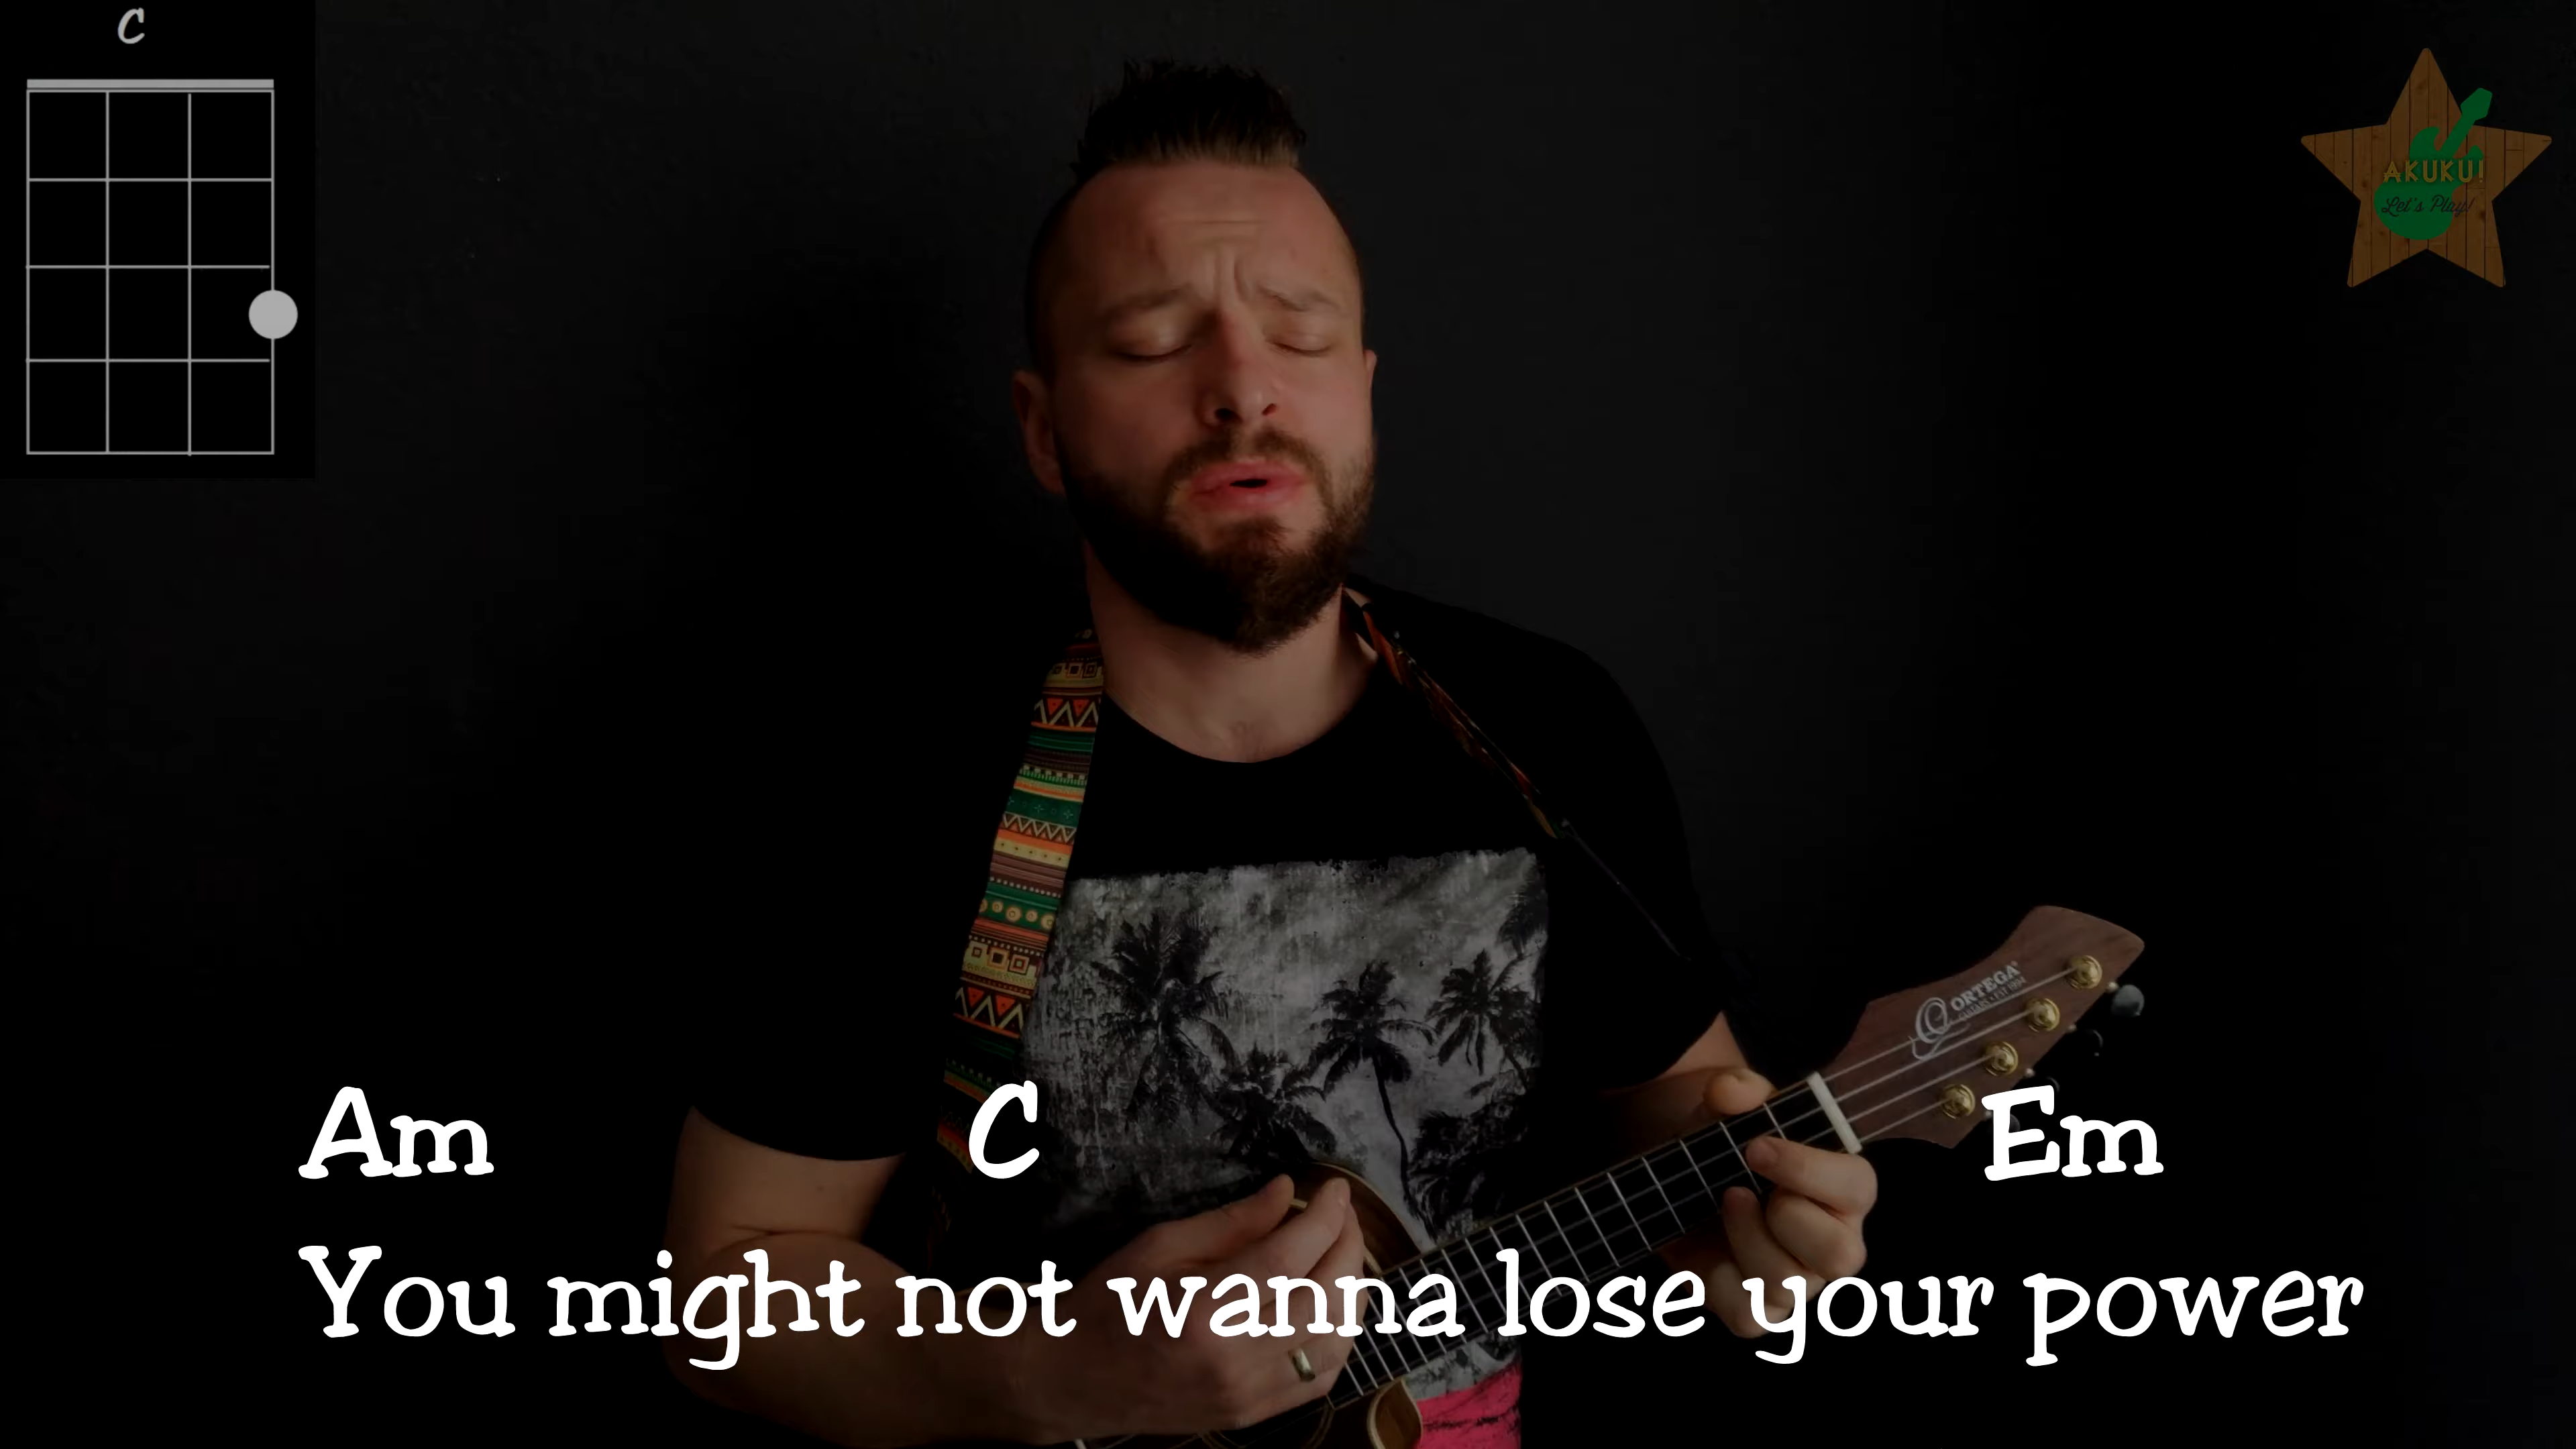 C
AKUKU!
Let's Play!
ORTEGA
Am C Em
You might not wanna lose your power